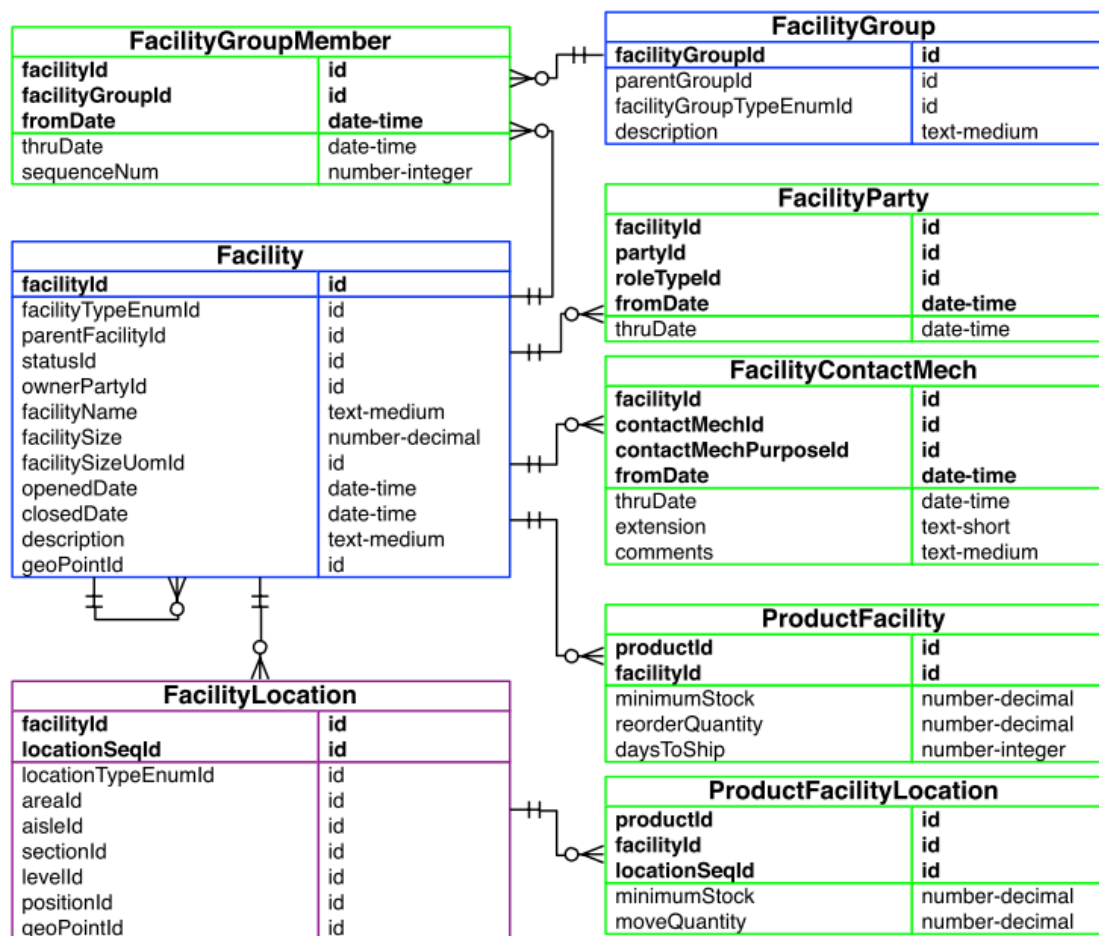 FacilityGroupMember
facilityId id
facilityGroupId id
fromDate date-time
thruDate date-time
sequenceNum number-integer
FacilityGroup
facilityGroupId id
parentGroupId id
facilityGroupTypeEnumId id
description text-medium
Facility
facilityId id
facilityTypeEnumId id
parentFacilityId id
statusId id
ownerPartyId id
facilityName text-medium
facilitySize number-decimal
facilitySizeUomId id
openedDate date-time
closedDate date-time
description text-medium
geoPointId id
FacilityParty
facilityId id
partyId id
roleTypeId id
fromDate date-time
thruDate date-time
FacilityContactMech
facilityId id
contactMechId id
contactMechPurposeId id
fromDate date-time
thruDate date-time
extension text-short
comments text-medium
ProductFacility
productId id
facilityId id
minimumStock number-decimal
reorderQuantity number-decimal
daysToShip number-integer
FacilityLocation
facilityId id
locationSeqId id
locationTypeEnumId id
areaId id
aisleId id
sectionId id
levelId id
positionId id
geoPointId id
ProductFacilityLocation
productId id
facilityId id
locationSeqId id
minimumStock number-decimal
moveQuantity number-decimal